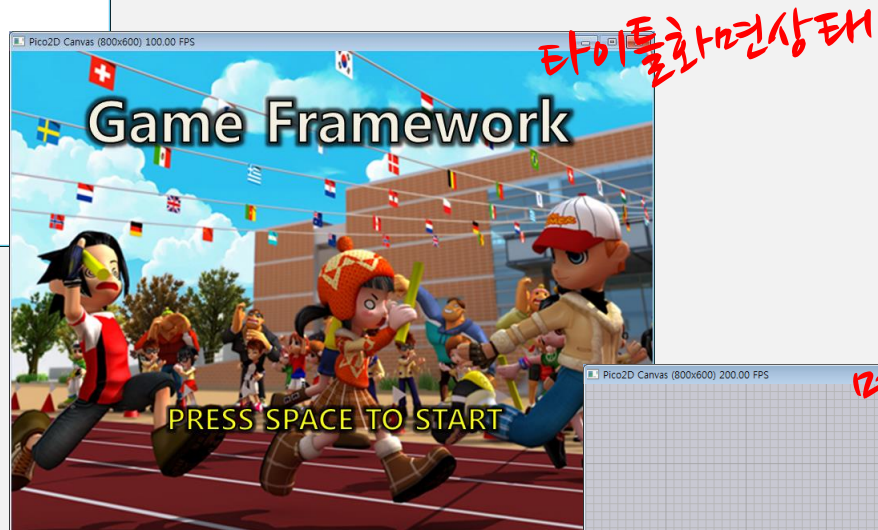 타이틀화면상태
Pico2D Canvas (800x600) 100.00 FPS
Game Framework
PRESS SPACE TO START
Pico2D Canvas (800x600) 200.00 FPS